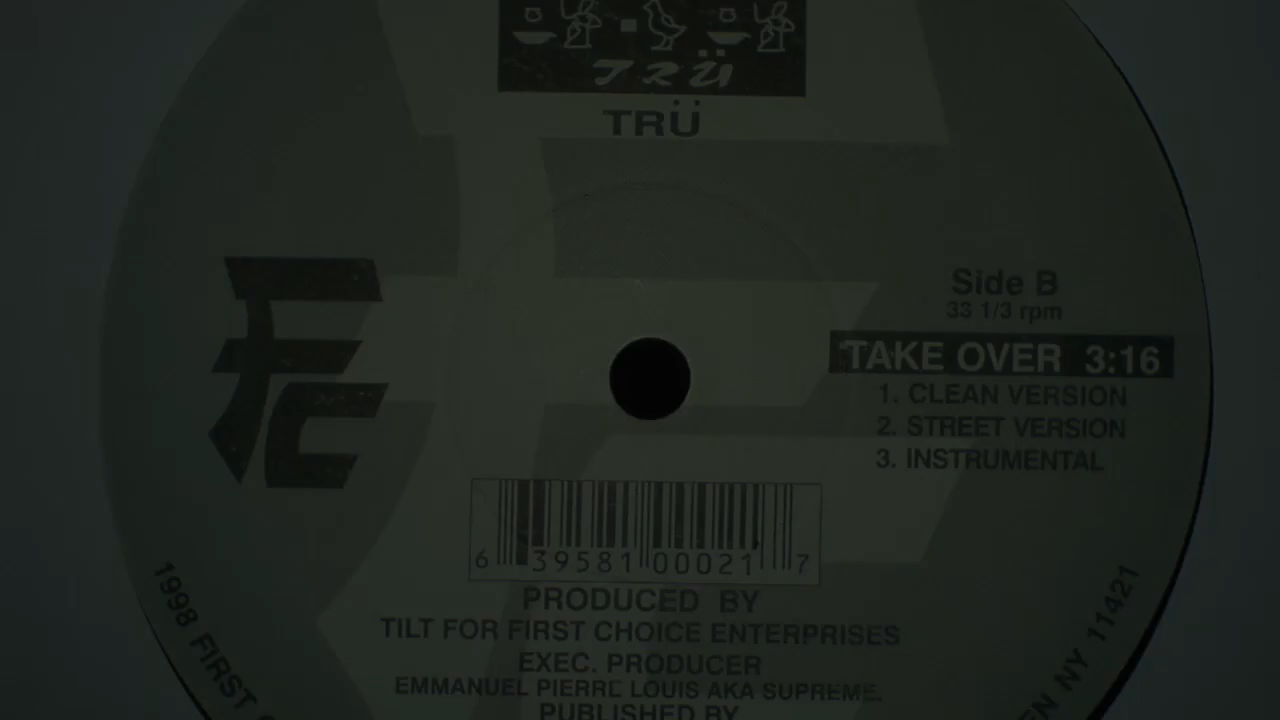 TRÜ
TRÜ
FC
Side B
33 1/3 rpm
TAKE OVER 3:16
1. CLEAN VERSION
2. STREET VERSION
3. INSTRUMENTAL
6 39581 00021 7
PRODUCED BY
TILT FOR FIRST CHOICE ENTERPRISES
EXEC. PRODUCER
EMMANUEL PIERRE LOUIS AKA SUPREME.
PUBLISHED BY
1998 FIRST
NY 11421